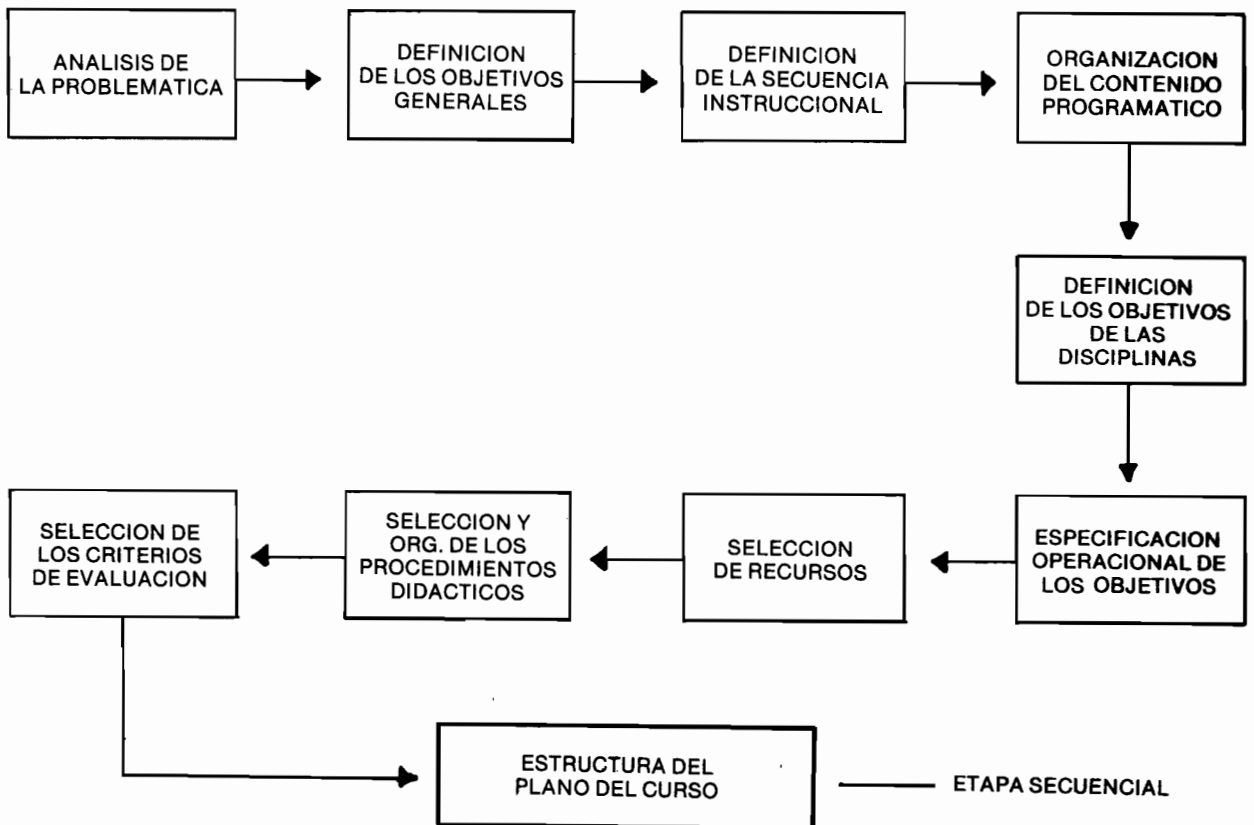 ANALISIS DE
LA PROBLEMATICA
DEFINICION
DE LOS OBJETIVOS
GENERALES
DEFINICION
DE LA SECUENCIA
INSTRUCCIONAL
ORGANIZACION
DEL CONTENIDO
PROGRAMATICO
DEFINICION
DE LOS OBJETIVOS
DE LAS
DISCIPLINAS
ESPECIFICACION
OPERACIONAL DE
LOS OBJETIVOS
SELECCION
DE RECURSOS
SELECCION Y
ORG. DE LOS
PROCEDIMIENTOS
DIDACTICOS
SELECCION DE
LOS CRITERIOS
DE EVALUACION
ESTRUCTURA DEL
PLANO DEL CURSO
ETAPA SECUENCIAL